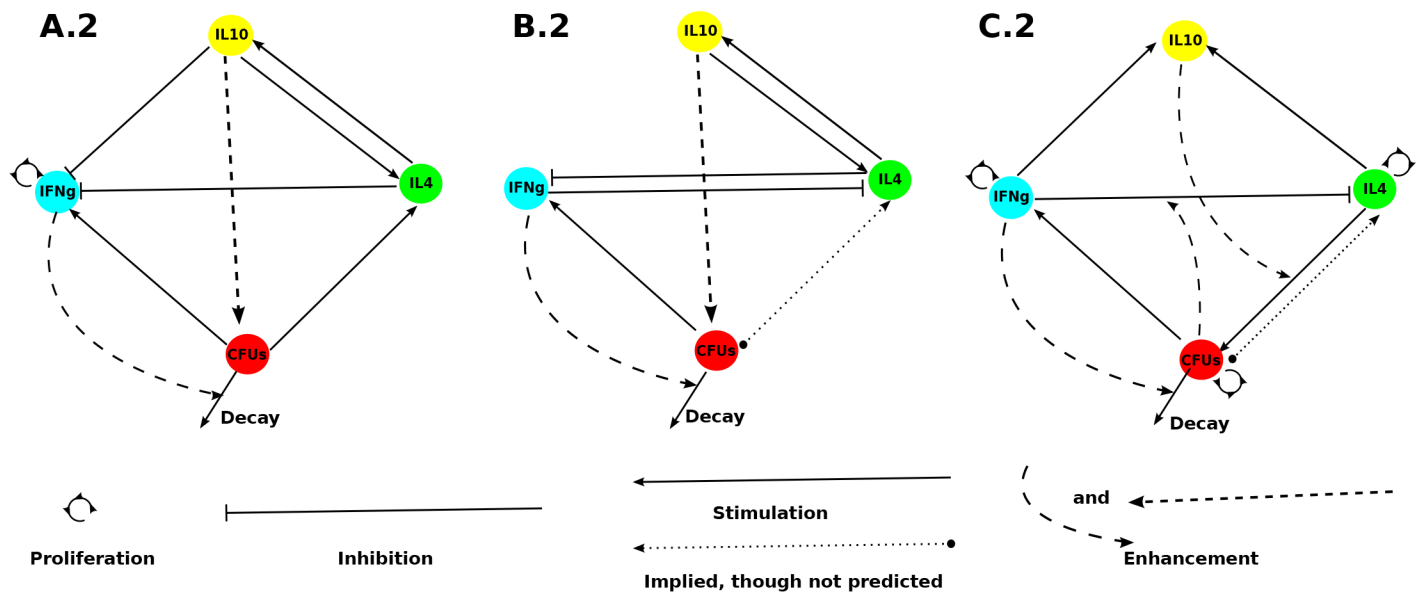 A.2
B.2
C.2
IL10
IL10
IL10
IFNg
IL4
IFNg
IL4
IFNg
IL4
CFUs
CFUs
CFUs
Decay
Decay
Decay
and
Stimulation
Proliferation
Inhibition
Enhancement
Implied, though not predicted